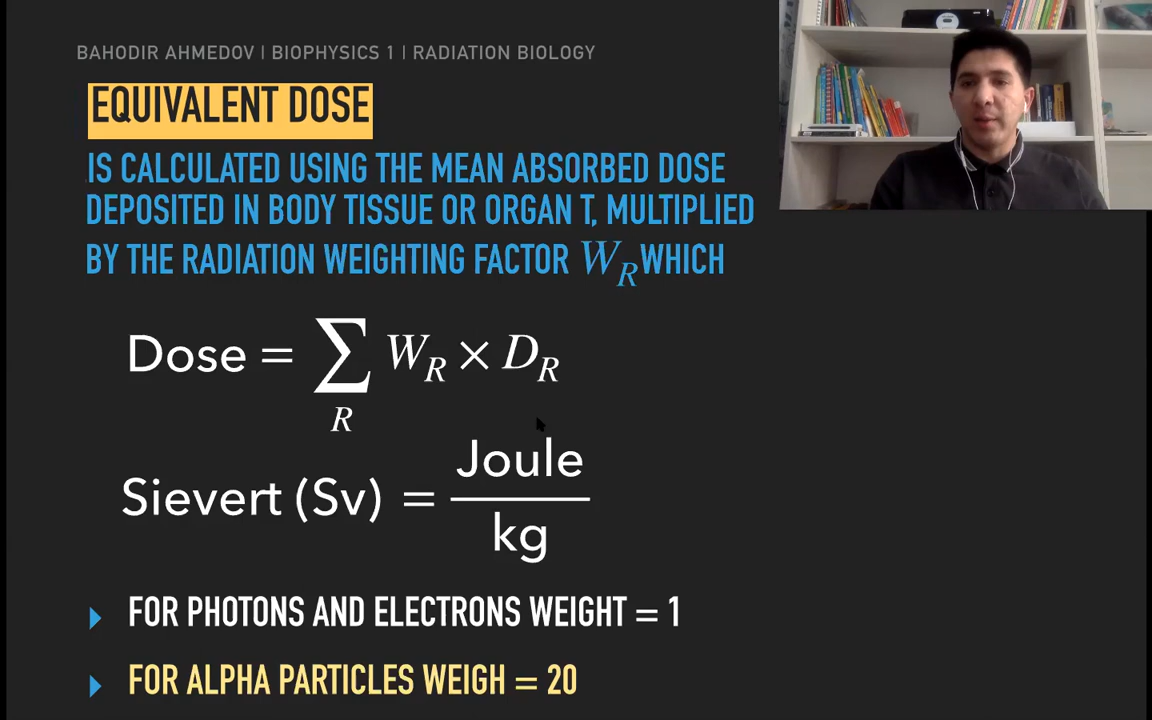 BAHODIR AHMEDOV | BIOPHYSICS 1 | RADIATION BIOLOGY
EQUIVALENT DOSE
IS CALCULATED USING THE MEAN ABSORBED DOSE
DEPOSITED IN BODY TISSUE OR ORGAN T, MULTIPLIED
BY THE RADIATION WEIGHTING FACTOR W_R WHICH
Dose = ∑_R W_R × D_R
Sievert (Sv) = Joule / kg
FOR PHOTONS AND ELECTRONS WEIGHT = 1
FOR ALPHA PARTICLES WEIGH = 20